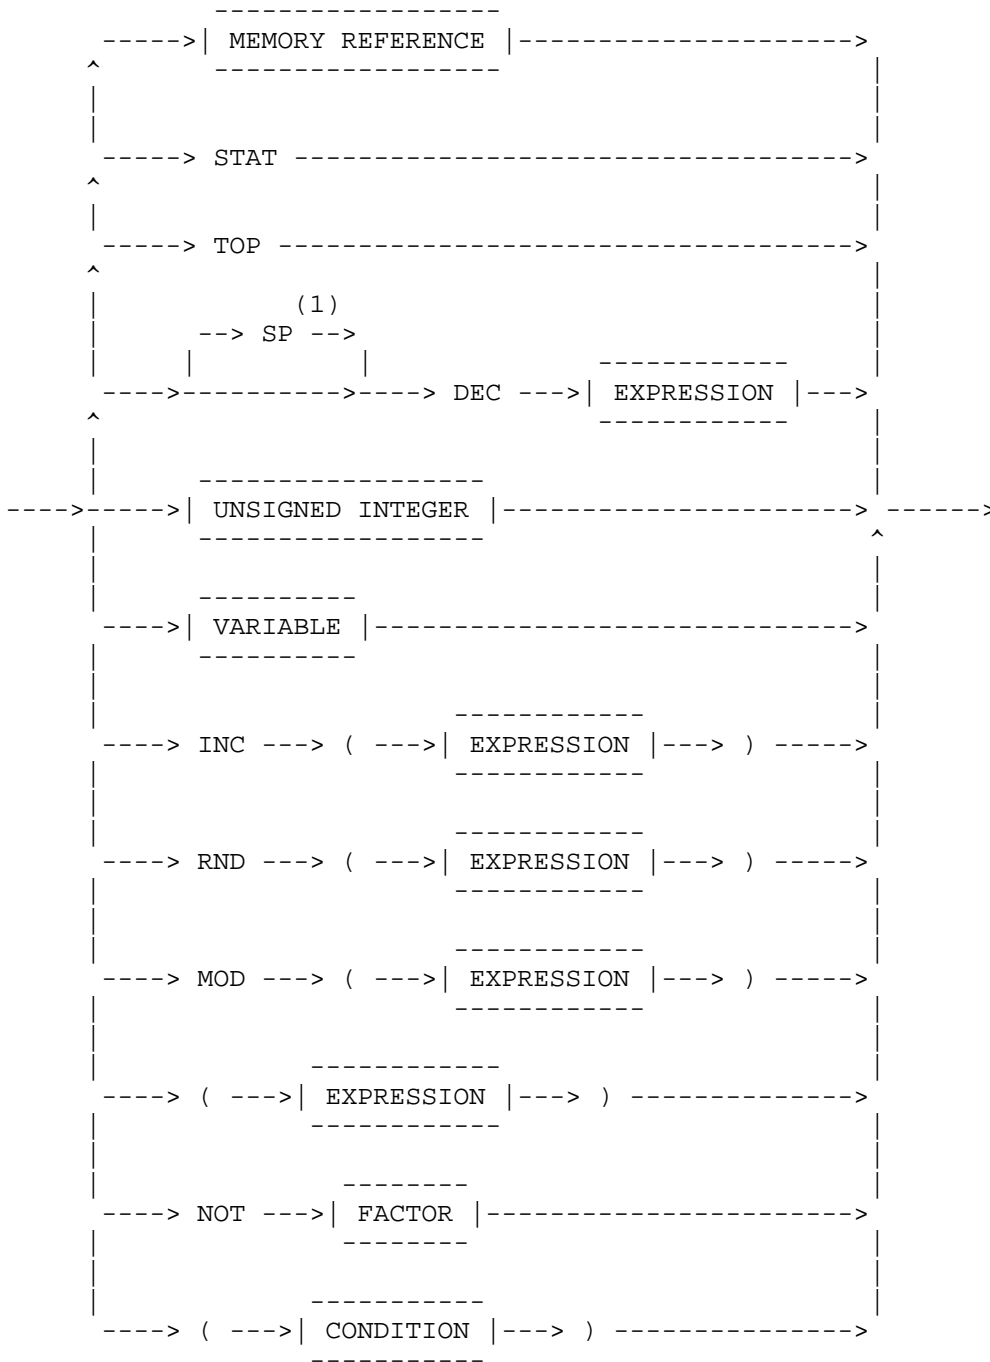 MEMORY REFERENCE
STAT
TOP
(1)
SP
DEC EXPRESSION
UNSIGNED INTEGER
VARIABLE
INC ( EXPRESSION )
RND ( EXPRESSION )
MOD ( EXPRESSION )
( EXPRESSION )
NOT FACTOR
( CONDITION )